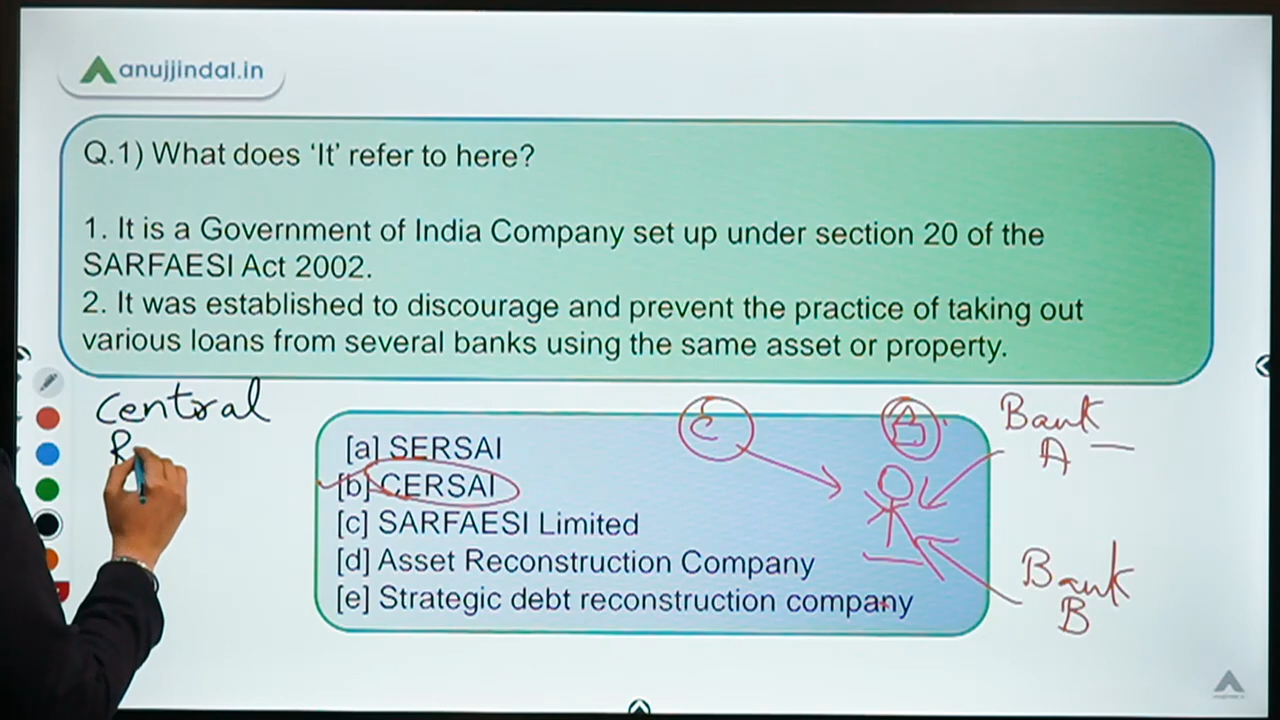 anujjindal.in
Q.1) What does ‘It’ refer to here?
1. It is a Government of India Company set up under section 20 of the
SARFAESI Act 2002.
2. It was established to discourage and prevent the practice of taking out
various loans from several banks using the same asset or property.
Central
R
[a] SERSAI
[b] CERSAI
[c] SARFAESI Limited
[d] Asset Reconstruction Company
[e] Strategic debt reconstruction company
C
B
Bank
A
Bank
B